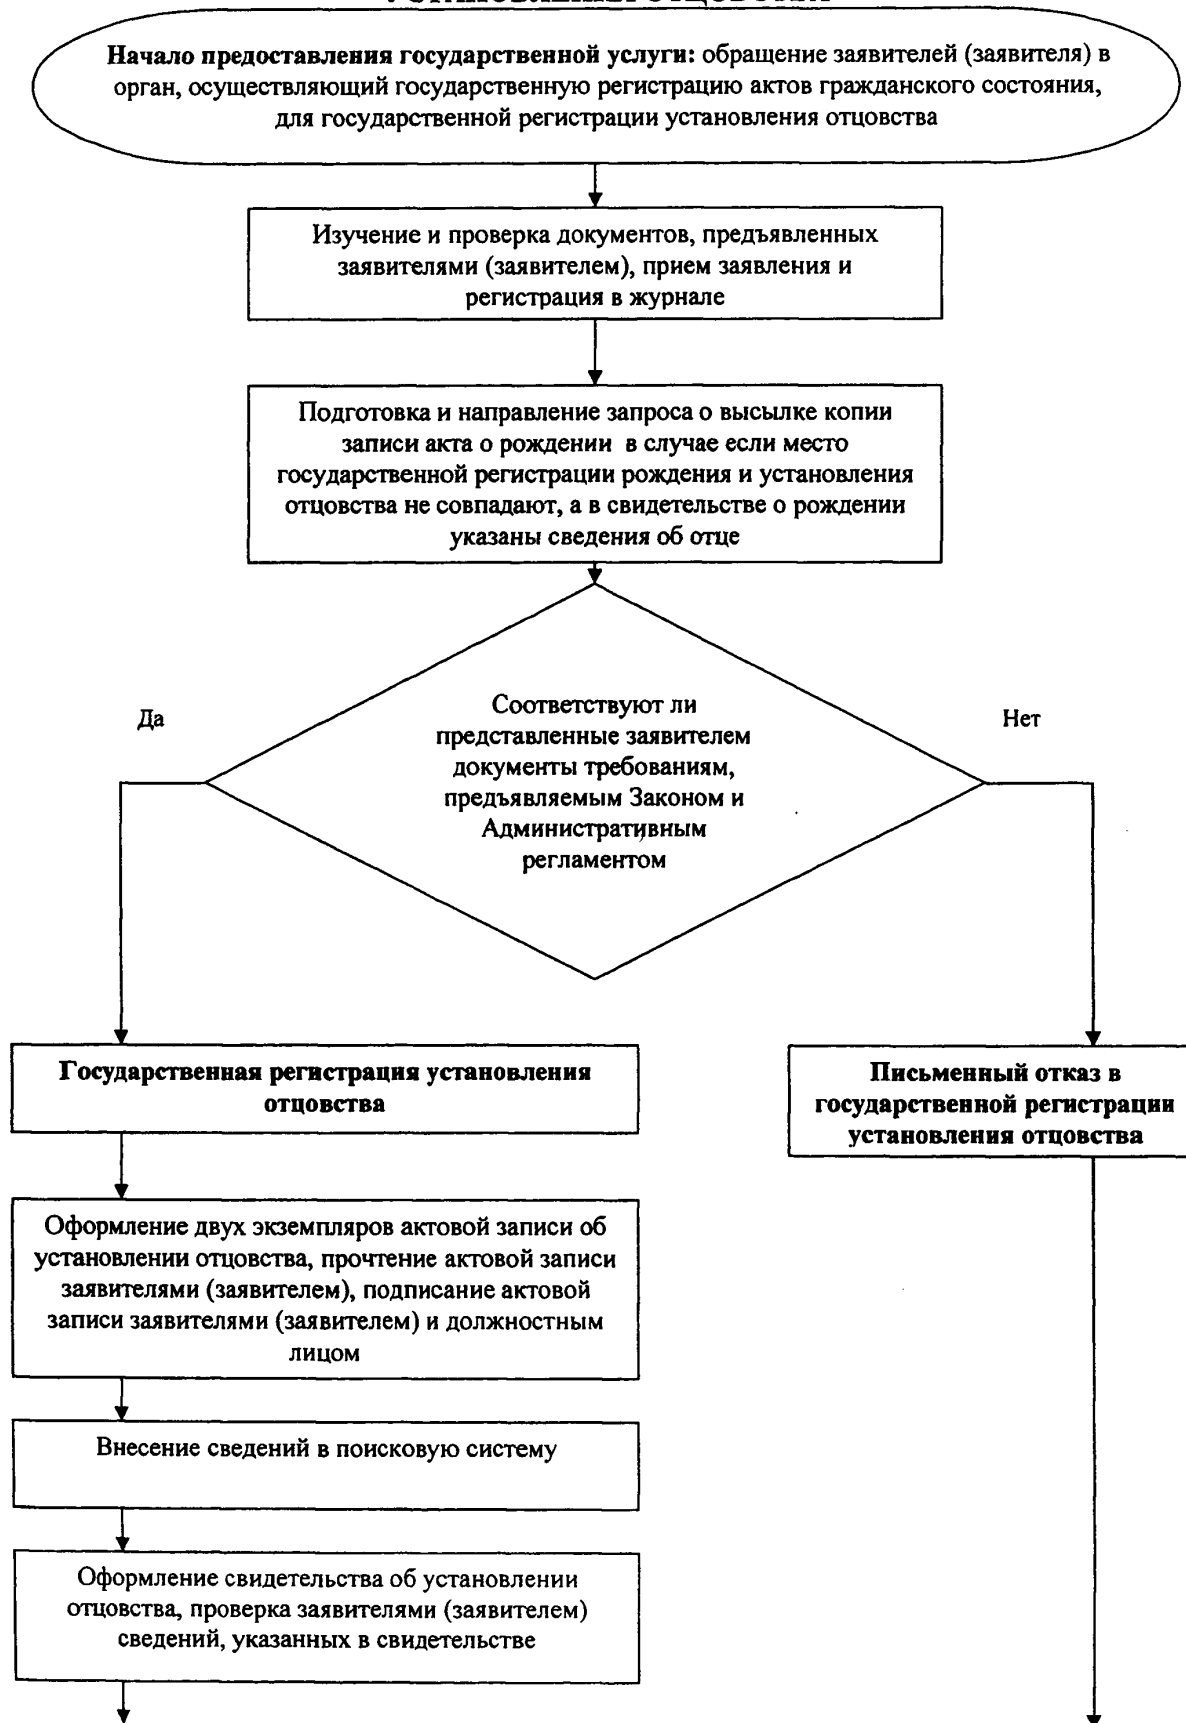 Начало предоставления государственной услуги: обращение заявителей (заявителя) в
орган, осуществляющий государственную регистрацию актов гражданского состояния,
для государственной регистрации установления отцовства
Изучение и проверка документов, предъявленных
заявителями (заявителем), прием заявления и
регистрация в журнале
Подготовка и направление запроса о высылке копии
записи акта о рождении в случае если место
государственной регистрации рождения и установления
отцовства не совпадают, а в свидетельстве о рождении
указаны сведения об отце
Да
Соответствуют ли
представленные заявителем
документы требованиям,
предъявляемым Законом и
Административным
регламентом
Нет
Государственная регистрация установления
отцовства
Письменный отказ в
государственной регистрации
установления отцовства
Оформление двух экземпляров актовой записи об
установлении отцовства, прочтение актовой записи
заявителями (заявителем), подписание актовой
записи заявителями (заявителем) и должностным
лицом
Внесение сведений в поисковую систему
Оформление свидетельства об установлении
отцовства, проверка заявителями (заявителем)
сведений, указанных в свидетельстве